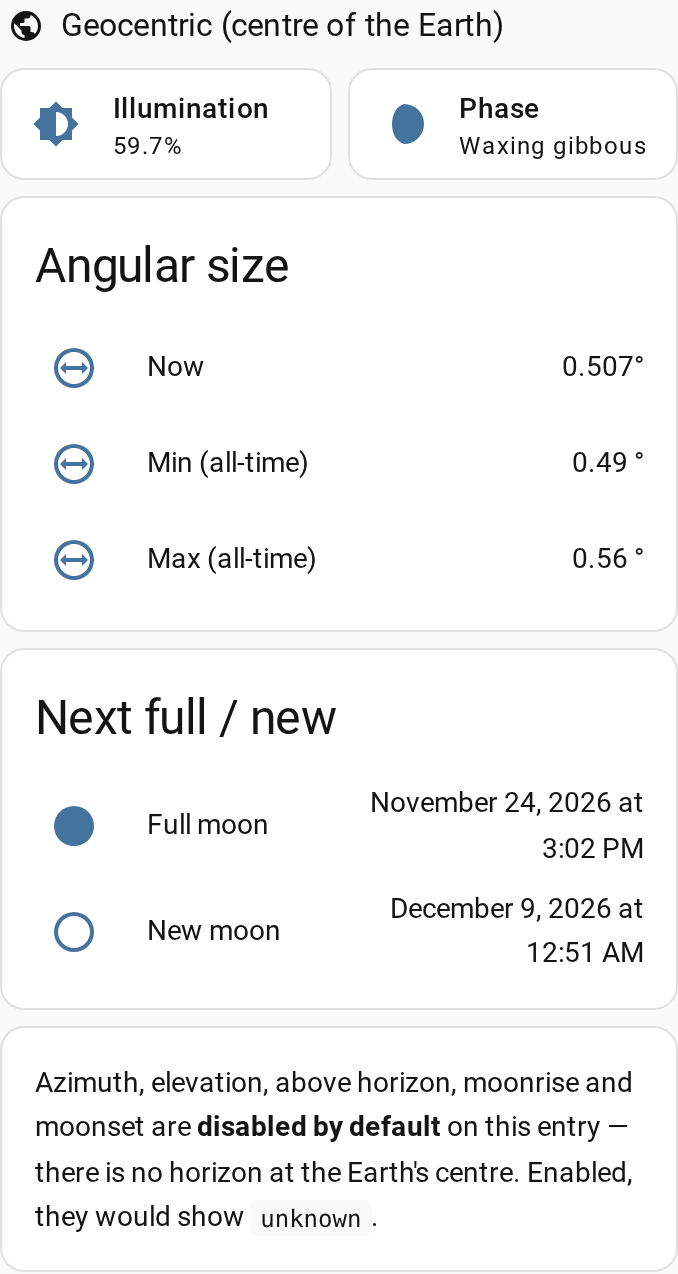 Geocentric (centre of the Earth)
Illumination
59.7%
Phase
Waxing gibbous
Angular size
Now 0.507°
Min (all-time) 0.49 °
Max (all-time) 0.56 °
Next full / new
Full moon November 24, 2026 at
3:02 PM
New moon December 9, 2026 at
12:51 AM
Azimuth, elevation, above horizon, moonrise and
moonset are disabled by default on this entry —
there is no horizon at the Earth's centre. Enabled,
they would show unknown .